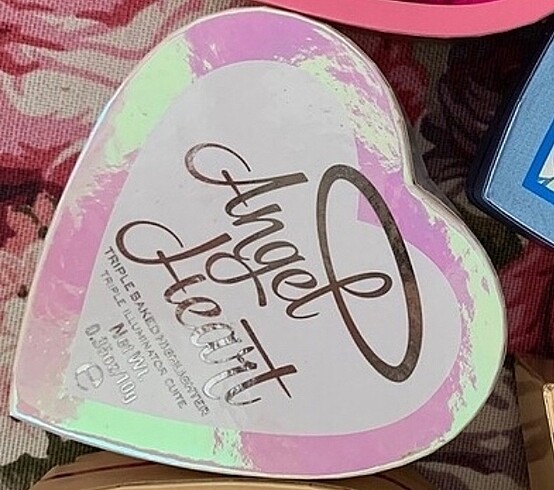 Angel
Heart
TRIPLE BAKED HIGHLIGHTER
TRIPLE ILLUMINATOR CUITE
Net Wt.
0.35oz/10g
e